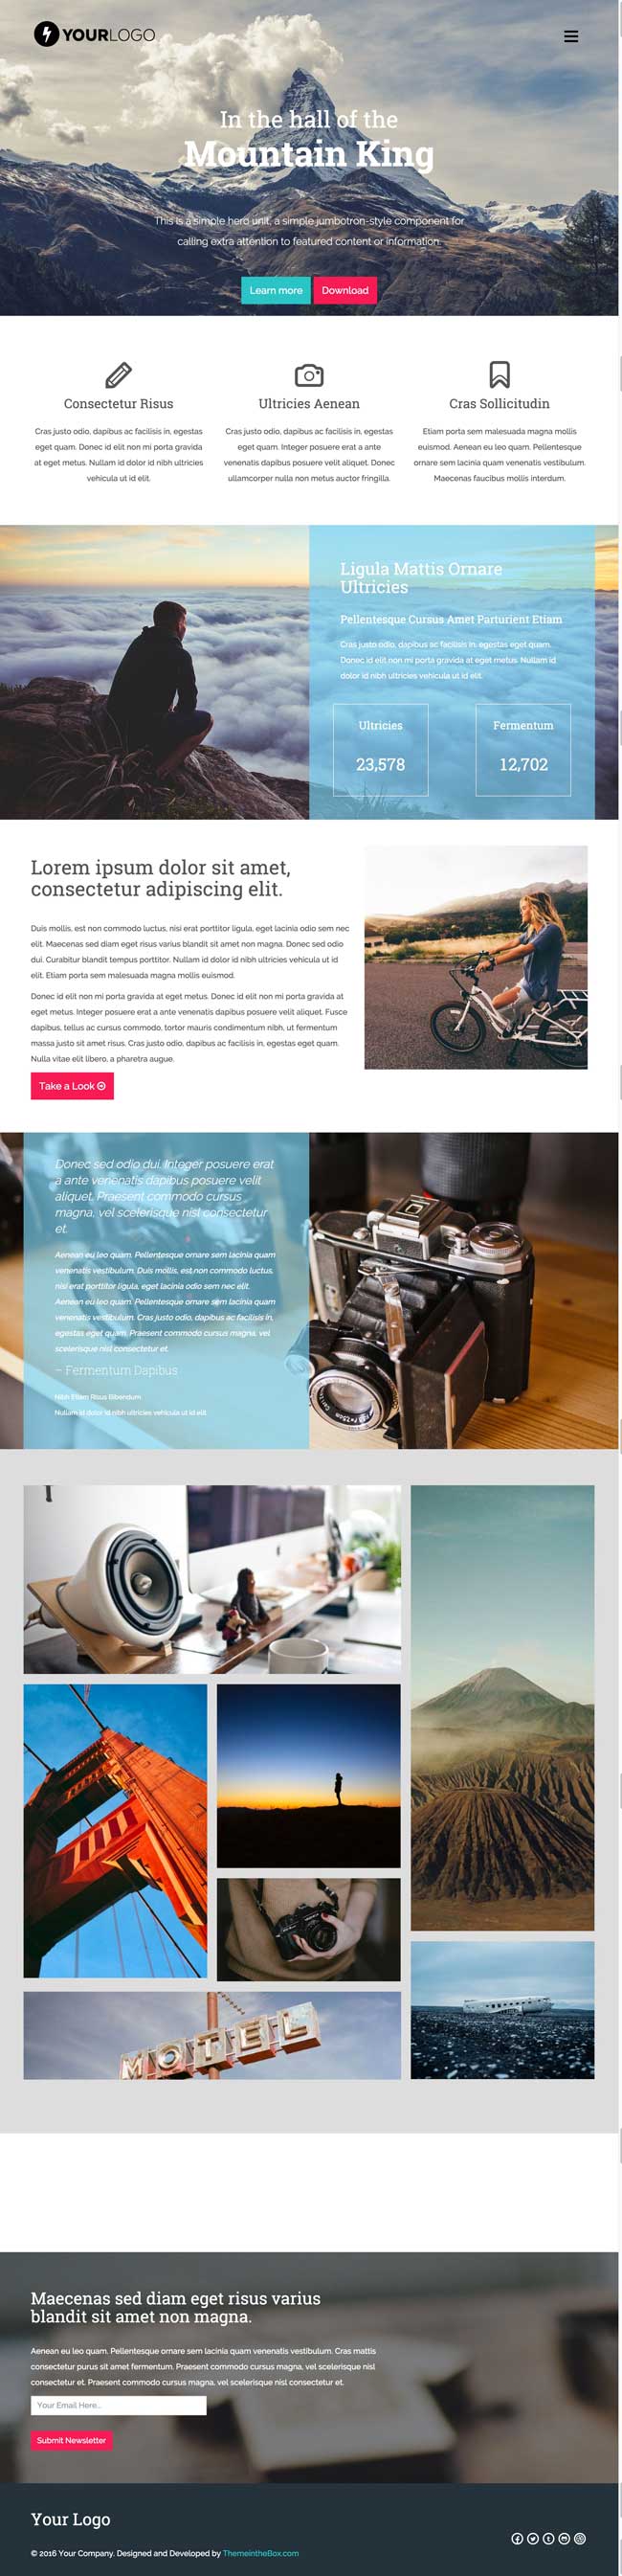 YOURLOGO
In the hall of the
Mountain King
This is a simple hero unit, a simple jumbotron-style component for
calling extra attention to featured content or information.
Learn more Download
Consectetur Risus
Cras justo odio, dapibus ac facilisis in, egestas
eget quam. Donec id elit non mi porta gravida
at eget metus. Nullam id dolor id nibh ultricies
vehicula ut id elit.
Ultricies Aenean
Cras justo odio, dapibus ac facilisis in, egestas
eget quam. Integer posuere erat a ante
venenatis dapibus posuere velit aliquet. Donec
ullamcorper nulla non metus auctor fringilla.
Cras Sollicitudin
Etiam porta sem malesuada magna mollis
euismod. Aenean eu leo quam. Pellentesque
ornare sem lacinia quam venenatis vestibulum.
Maecenas faucibus mollis interdum.
Ligula Mattis Ornare
Ultricies
Pellentesque Cursus Amet Parturient Etiam
Cras justo odio, dapibus ac facilisis in, egestas eget quam.
Donec id elit non mi porta gravida at eget metus. Nullam id
dolor id nibh ultricies vehicula ut id elit.
Ultricies
23,578
Fermentum
12,702
Lorem ipsum dolor sit amet,
consectetur adipiscing elit.
Duis mollis, est non commodo luctus, nisi erat porttitor ligula, eget lacinia odio sem nec
elit. Maecenas sed diam eget risus varius blandit sit amet non magna. Donec sed odio
dui. Curabitur blandit tempus porttitor. Nullam id dolor id nibh ultricies vehicula ut id
elit. Etiam porta sem malesuada magna mollis euismod.
Donec id elit non mi porta gravida at eget metus. Donec id elit non mi porta gravida at
eget metus. Integer posuere erat a ante venenatis dapibus posuere velit aliquet. Fusce
dapibus, tellus ac cursus commodo, tortor mauris condimentum nibh, ut fermentum
massa justo sit amet risus. Cras justo odio, dapibus ac facilisis in, egestas eget quam.
Nulla vitae elit libero, a pharetra augue.
Take a Look
Donec sed odio dui. Integer posuere erat
a ante venenatis dapibus posuere velit
aliquet. Praesent commodo cursus
magna, vel scelerisque nisl consectetur
et.
Aenean eu leo quam. Pellentesque ornare sem lacinia quam
venenatis vestibulum. Duis mollis, est non commodo luctus,
nisi erat porttitor ligula, eget lacinia odio sem nec elit.
Aenean eu leo quam. Pellentesque ornare sem lacinia quam
venenatis vestibulum. Cras justo odio, dapibus ac facilisis in,
egestas eget quam. Praesent commodo cursus magna, vel
scelerisque nisl consectetur et.
– Fermentum Dapibus
Nibh Etiam Risus Bibendum
Nullam id dolor id nibh ultricies vehicula ut id elit.
MOTEL
Maecenas sed diam eget risus varius
blandit sit amet non magna.
Aenean eu leo quam. Pellentesque ornare sem lacinia quam venenatis vestibulum. Cras mattis
consectetur purus sit amet fermentum. Praesent commodo cursus magna, vel scelerisque nisl
consectetur et. Praesent commodo cursus magna, vel scelerisque nisl consectetur et.
Your Email Here...
Submit Newsletter
Your Logo
© 2016 Your Company. Designed and Developed by ThemeintheBox.com